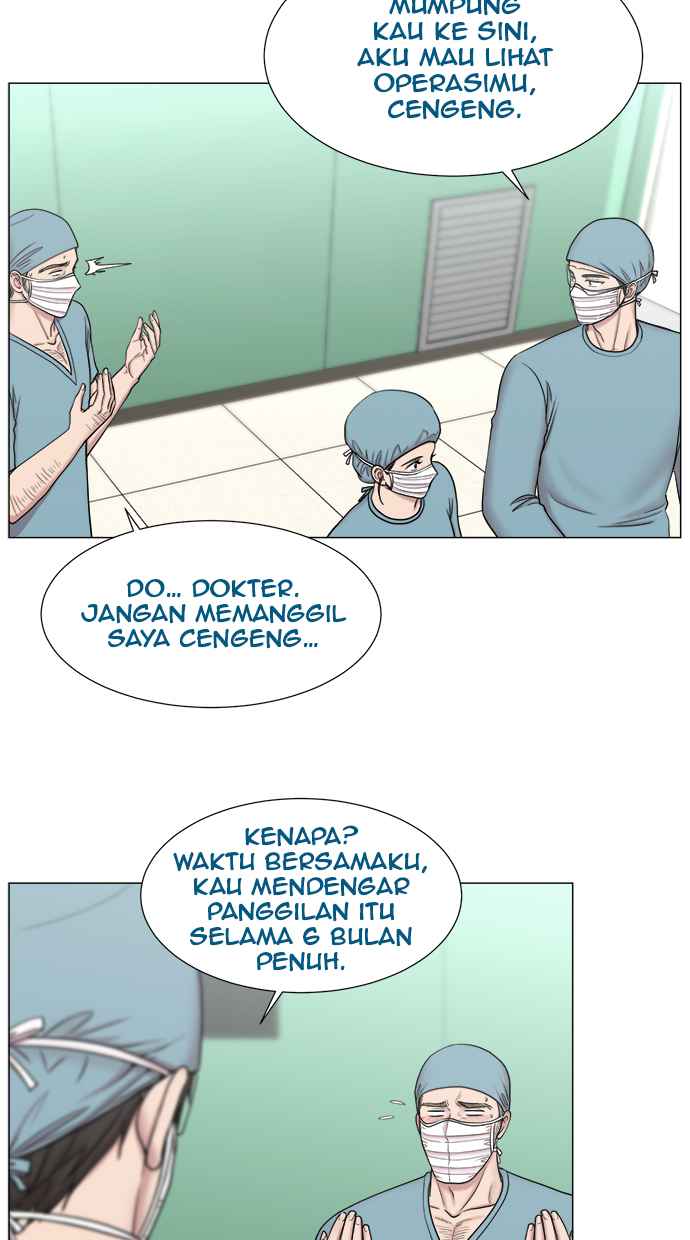 MUMPUNG
KAU KE SINI,
AKU MAU LIHAT
OPERASIMU,
CENGENG.
DO... DOKTER.
JANGAN MEMANGGIL
SAYA CENGENG...
KENAPA?
WAKTU BERSAMAKU,
KAU MENDENGAR
PANGGILAN ITU
SELAMA 6 BULAN
PENUH.